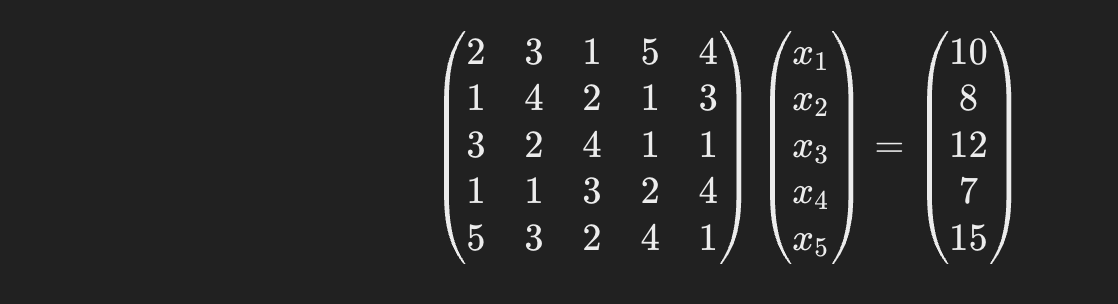 2 3 1 5 4 x₁ 10
1 4 2 1 3 x₂ 8
3 2 4 1 1 x₃ = 12
1 1 3 2 4 x₄ 7
5 3 2 4 1 x₅ 15